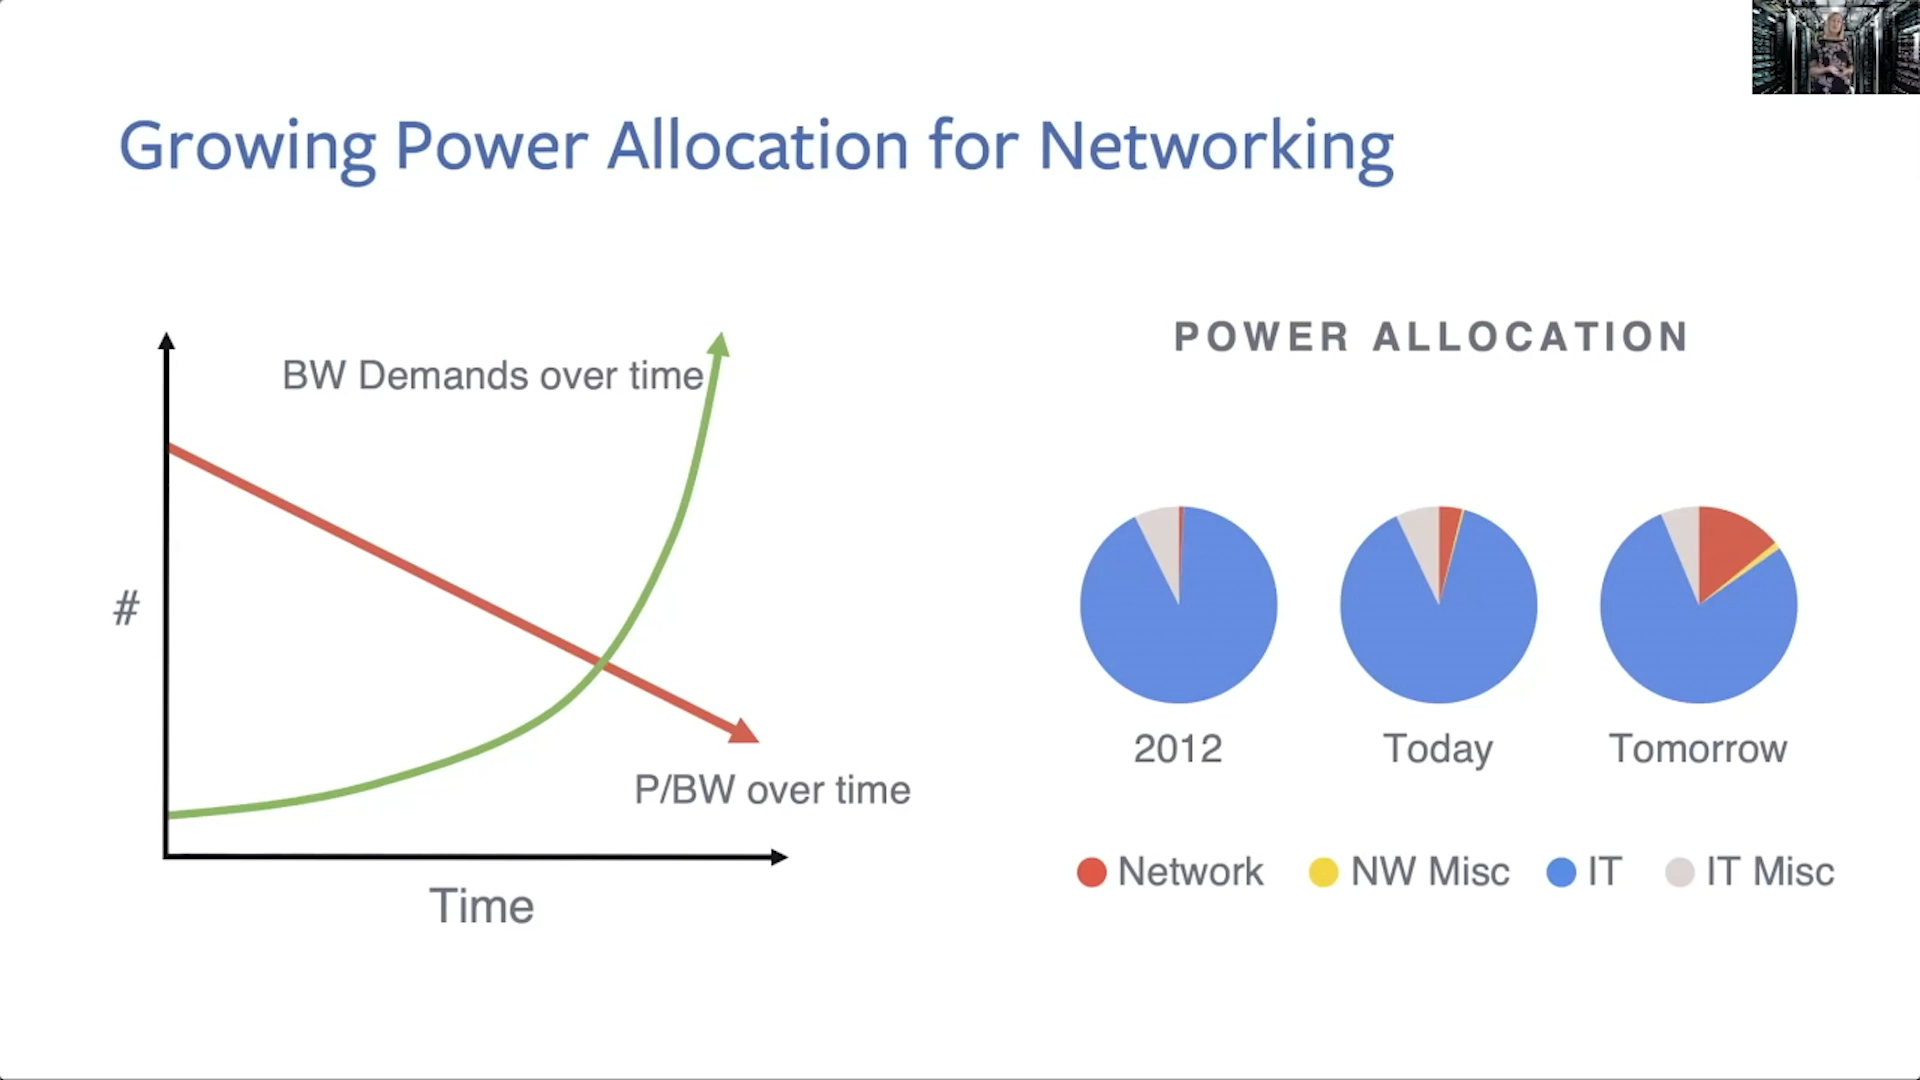 Growing Power Allocation for Networking
BW Demands over time
#
P/BW over time
Time
POWER ALLOCATION
2012
Today
Tomorrow
Network
NW Misc
IT
IT Misc